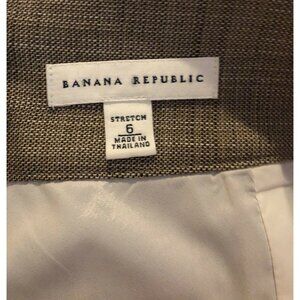 BANANA REPUBLIC
STRETCH
6
MADE IN
THAILAND